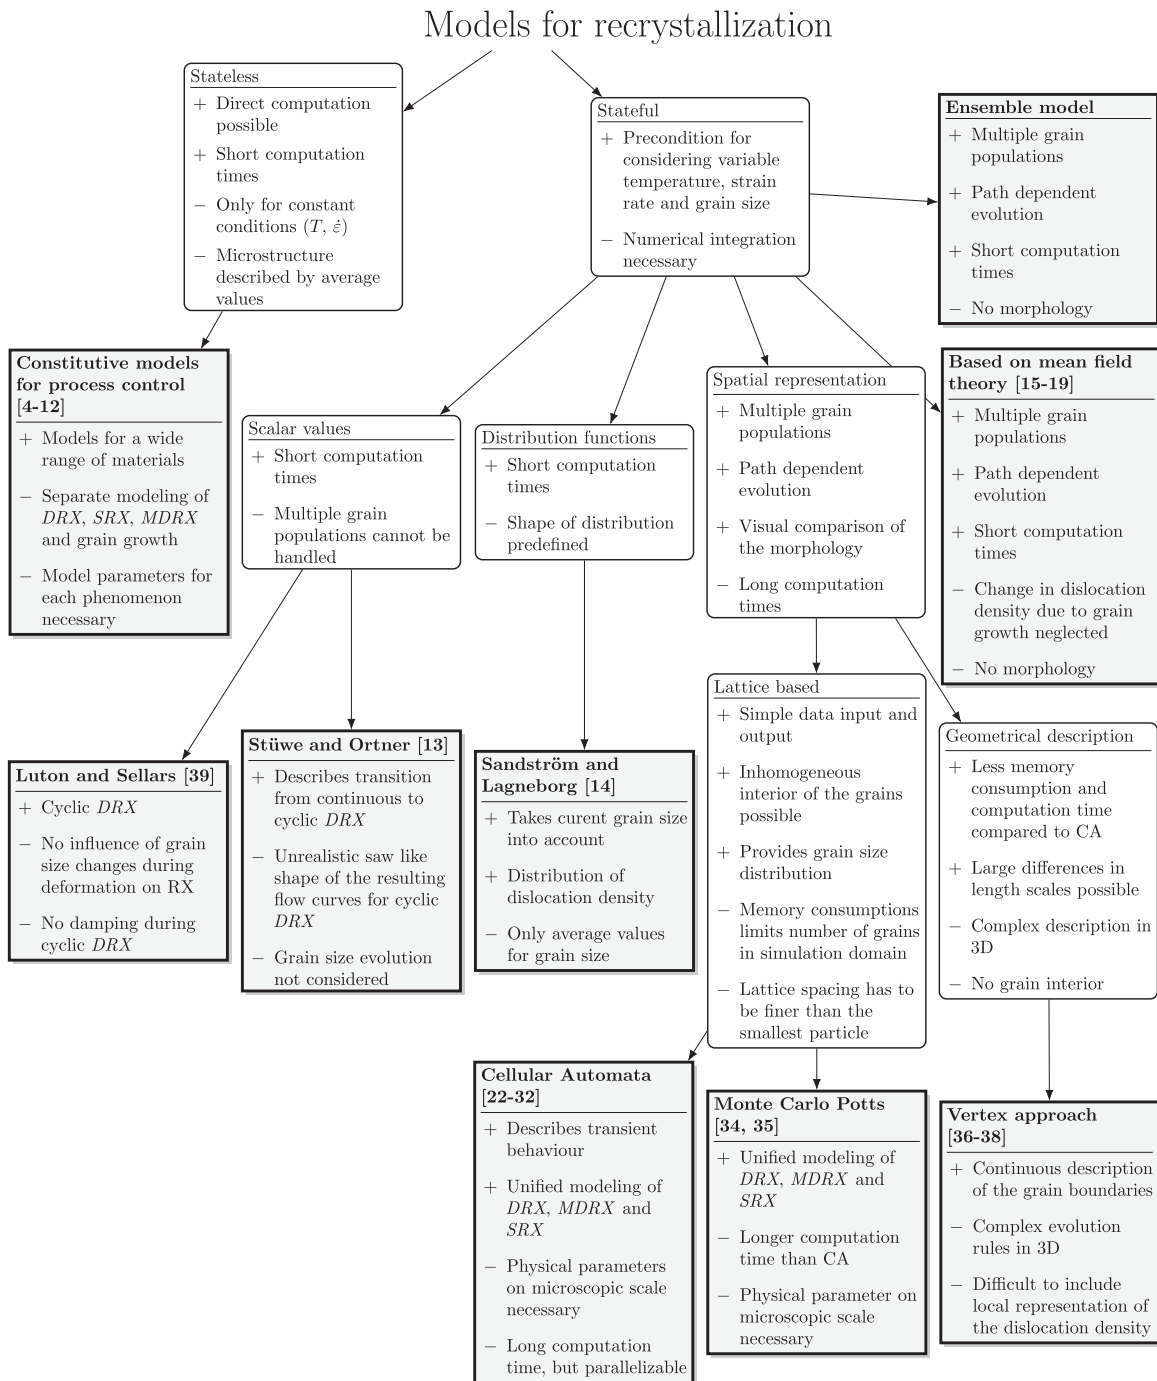 Models for recrystallization
Stateless
+ Direct computation
possible
+ Short computation
times
− Only for constant
conditions (T, ε̇)
− Microstructure
described by average
values
Stateful
+ Precondition for
considering variable
temperature, strain
rate and grain size
− Numerical integration
necessary
Ensemble model
+ Multiple grain
populations
+ Path dependent
evolution
+ Short computation
times
− No morphology
Constitutive models
for process control
[4-12]
+ Models for a wide
range of materials
− Separate modeling of
DRX, SRX, MDRX
and grain growth
− Model parameters for
each phenomenon
necessary
Scalar values
+ Short computation
times
− Multiple grain
populations cannot be
handled
Distribution functions
+ Short computation
times
− Shape of distribution
predefined
Spatial representation
+ Multiple grain
populations
+ Path dependent
evolution
+ Visual comparison of
the morphology
− Long computation
times
Based on mean field
theory [15-19]
+ Multiple grain
populations
+ Path dependent
evolution
+ Short computation
times
− Change in dislocation
density due to grain
growth neglected
− No morphology
Luton and Sellars [39]
+ Cyclic DRX
− No influence of grain
size changes during
deformation on RX
− No damping during
cyclic DRX
Stüwe and Ortner [13]
+ Describes transition
from continuous to
cyclic DRX
− Unrealistic saw like
shape of the resulting
flow curves for cyclic
DRX
− Grain size evolution
not considered
Sandström and
Lagneborg [14]
+ Takes curent grain size
into account
+ Distribution of
dislocation density
− Only average values
for grain size
Lattice based
+ Simple data input and
output
+ Inhomogeneous
interior of the grains
possible
+ Provides grain size
distribution
− Memory consumptions
limits number of grains
in simulation domain
− Lattice spacing has to
be finer than the
smallest particle
Geometrical description
+ Less memory
consumption and
computation time
compared to CA
+ Large differences in
length scales possible
− Complex description in
3D
− No grain interior
Cellular Automata
[22-32]
+ Describes transient
behaviour
+ Unified modeling of
DRX, MDRX and
SRX
− Physical parameters
on microscopic scale
necessary
− Long computation
time, but parallelizable
Monte Carlo Potts
[34, 35]
+ Unified modeling of
DRX, MDRX and
SRX
− Longer computation
time than CA
− Physical parameter on
microscopic scale
necessary
Vertex approach
[36-38]
+ Continuous description
of the grain boundaries
− Complex evolution
rules in 3D
− Difficult to include
local representation of
the dislocation density